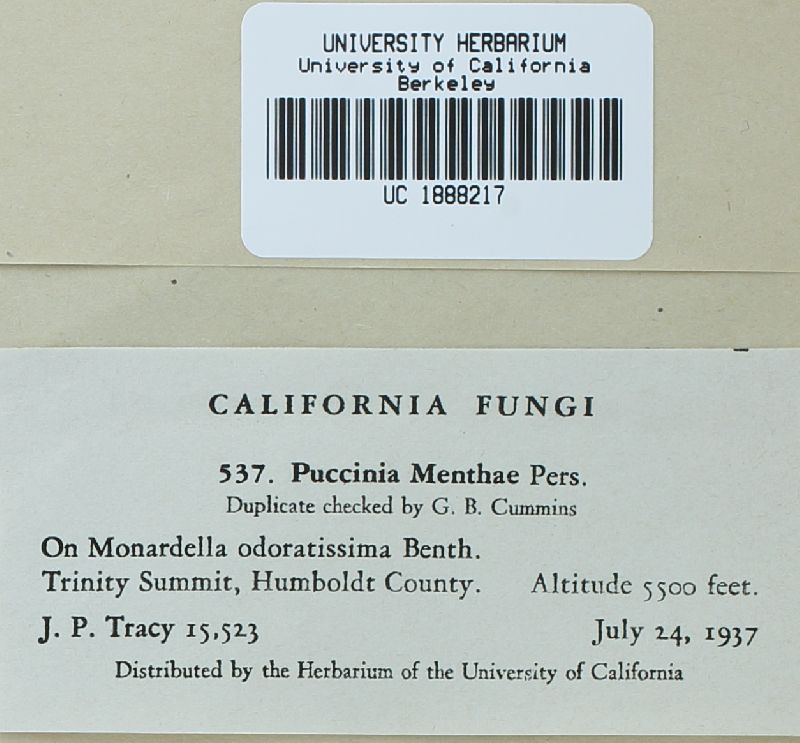 UNIVERSITY HERBARIUM
University of California
Berkeley
UC 1888217
CALIFORNIA FUNGI
537. Puccinia Menthae Pers.
Duplicate checked by G. B. Cummins
On Monardella odoratissima Benth.
Trinity Summit, Humboldt County. Altitude 5500 feet.
J. P. Tracy 15,523 July 24, 1937
Distributed by the Herbarium of the University of California